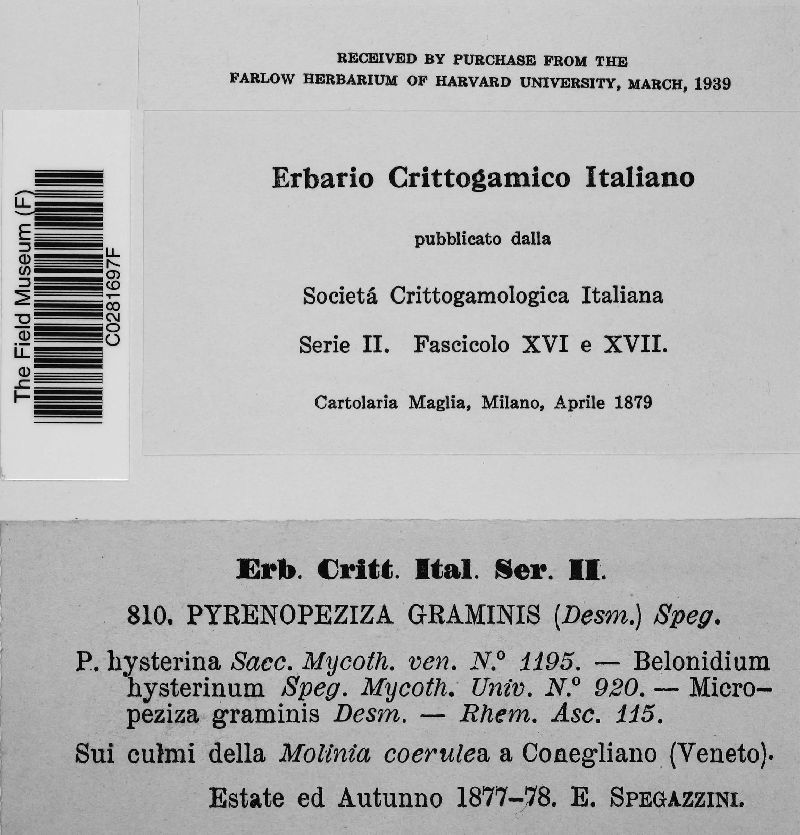 RECEIVED BY PURCHASE FROM THE
FARLOW HERBARIUM OF HARVARD UNIVERSITY, MARCH, 1939
The Field Museum (F)
C0281697F
Erbario Crittogamico Italiano
pubblicato dalla
Societá Crittogamologica Italiana
Serie II. Fascicolo XVI e XVII.
Cartolaria Maglia, Milano, Aprile 1879
Erb. Critt. Ital. Ser. II.
810. PYRENOPEZIZA GRAMINIS (Desm.) Speg.
P. hysterina Sacc. Mycoth. ven. N.º 1195. — Belonidium
hysterinum Speg. Mycoth. Univ. N.º 920. — Micro-
peziza graminis Desm. — Rhem. Asc. 115.
Sui culmi della Molinia coerulea a Conegliano (Veneto).
Estate ed Autunno 1877-78. E. SPEGAZZINI.